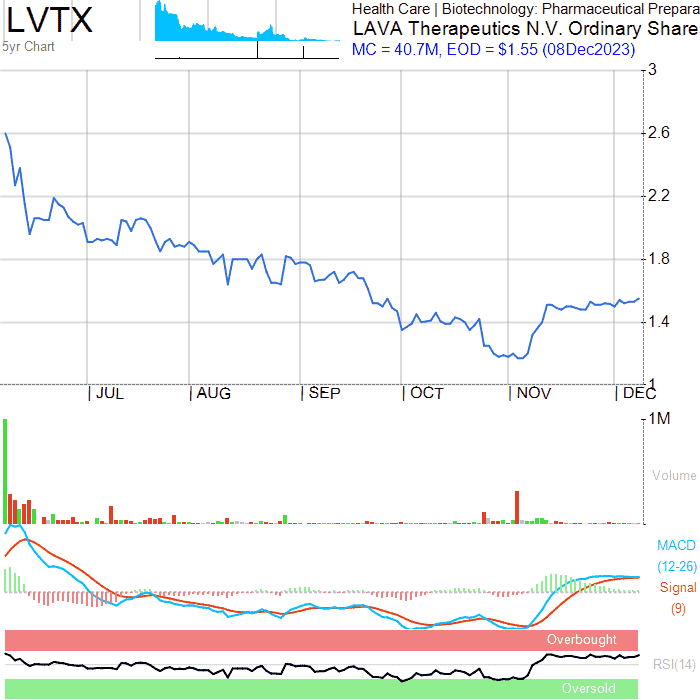 LVTX
5yr Chart
Health Care | Biotechnology: Pharmaceutical Prepara
LAVA Therapeutics N.V. Ordinary Share
MC = 40.7M, EOD = $1.55 (08Dec2023)
3
2.6
2.2
1.8
1.4
1
JUL AUG SEP OCT NOV DEC
1M
Volume
MACD
(12-26)
Signal
(9)
Overbought
RSI(14)
Oversold